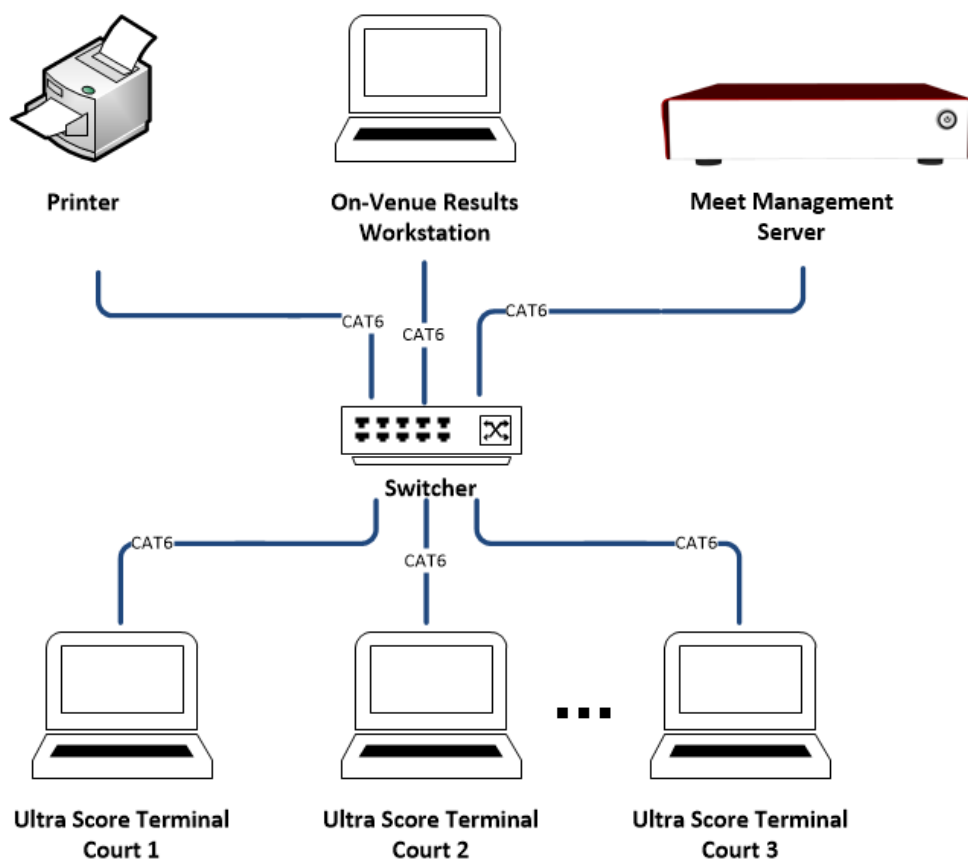 Printer
On-Venue Results
Workstation
Meet Management
Server
CAT6
CAT6
CAT6
Switcher
CAT6
CAT6
CAT6
Ultra Score Terminal
Court 1
Ultra Score Terminal
Court 2
...
Ultra Score Terminal
Court 3